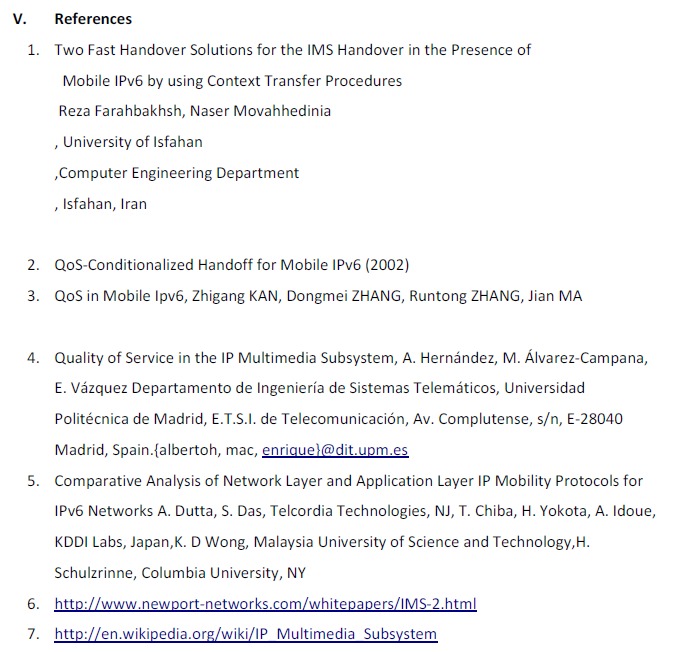 V. References
1. Two Fast Handover Solutions for the IMS Handover in the Presence of
Mobile IPv6 by using Context Transfer Procedures
Reza Farahbakhsh, Naser Movahhedinia
, University of Isfahan
,Computer Engineering Department
, Isfahan, Iran
2. QoS-Conditionalized Handoff for Mobile IPv6 (2002)
3. QoS in Mobile Ipv6, Zhigang KAN, Dongmei ZHANG, Runtong ZHANG, Jian MA
4. Quality of Service in the IP Multimedia Subsystem, A. Hernández, M. Álvarez-Campana,
E. Vázquez Departamento de Ingeniería de Sistemas Telemáticos, Universidad
Politécnica de Madrid, E.T.S.I. de Telecomunicación, Av. Complutense, s/n, E-28040
Madrid, Spain.{albertoh, mac, enrique}@dit.upm.es
5. Comparative Analysis of Network Layer and Application Layer IP Mobility Protocols for
IPv6 Networks A. Dutta, S. Das, Telcordia Technologies, NJ, T. Chiba, H. Yokota, A. Idoue,
KDDI Labs, Japan,K. D Wong, Malaysia University of Science and Technology,H.
Schulzrinne, Columbia University, NY
6. http://www.newport-networks.com/whitepapers/IMS-2.html
7. http://en.wikipedia.org/wiki/IP_Multimedia_Subsystem